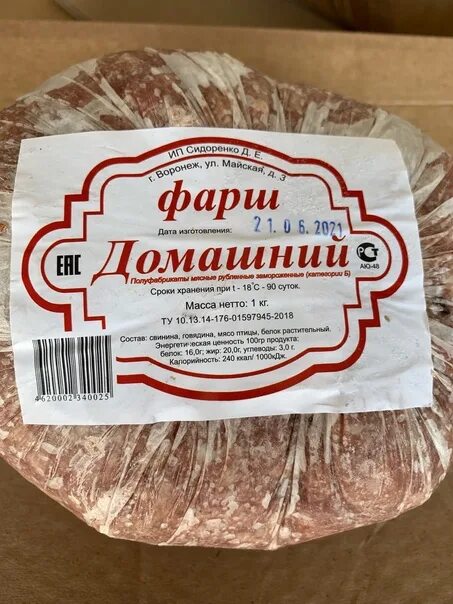 ИП Сидоренко Д. Е.
г. Воронеж, ул. Майская, д. 3
фарш
Дата изготовления: 21.06.2021
Домашний
EAC
РСТ
АЮ-48
Полуфабрикаты мясные рубленные замороженные (категории Б)
Сроки хранения при t - 18°С - 90 суток.
Масса нетто: 1 кг.
ТУ 10.13.14-176-01597945-2018
Состав: свинина, говядина, мясо птицы, белок растительный.
Энергетическая ценность 100гр продукта:
белок: 16,0г; жир: 20,0г, углеводы: 3,0 г.
Калорийность: 240 ккал/ 1000кДж.
4620002340025